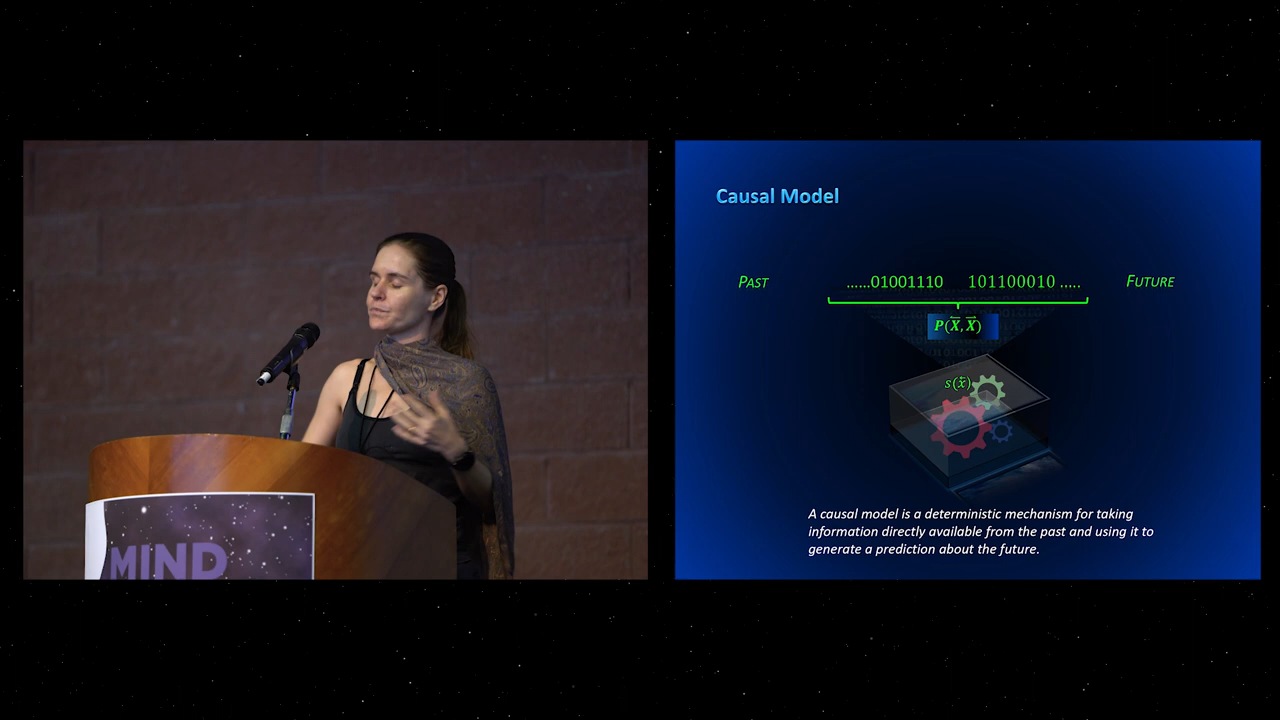 MIND
Causal Model
PAST ......01001110 101100010 ..... FUTURE
P(X⃖, X⃗)
s(x⃖)
A causal model is a deterministic mechanism for taking
information directly available from the past and using it to
generate a prediction about the future.